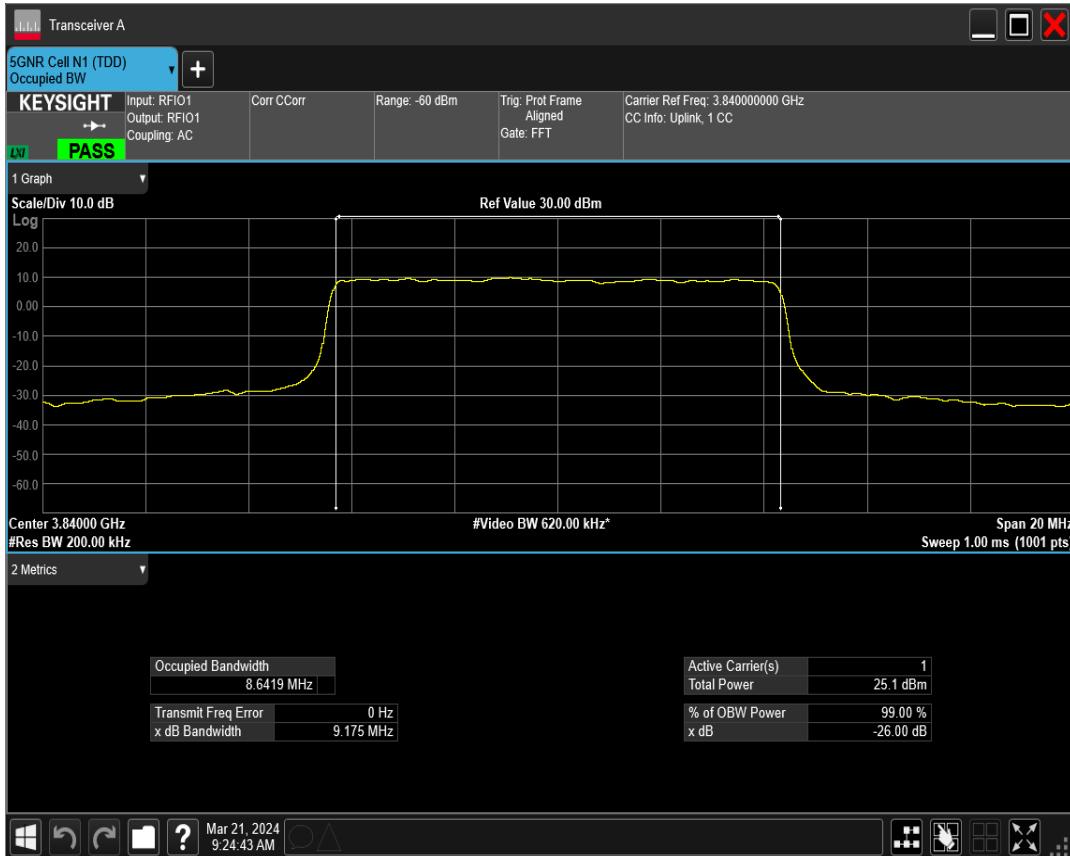 Transceiver A
5GNR Cell N1 (TDD)
Occupied BW
+
KEYSIGHT
LXI
PASS
Input: RFIO1
Output: RFIO1
Coupling: AC
Corr CCorr
Range: -60 dBm
Trig: Prot Frame
Aligned
Gate: FFT
Carrier Ref Freq: 3.840000000 GHz
CC Info: Uplink, 1 CC
1 Graph
Scale/Div 10.0 dB
Ref Value 30.00 dBm
Log
20.0
10.0
0.00
-10.0
-20.0
-30.0
-40.0
-50.0
-60.0
Center 3.84000 GHz
#Video BW 620.00 kHz*
Span 20 MHz
#Res BW 200.00 kHz
Sweep 1.00 ms (1001 pts)
2 Metrics
Occupied Bandwidth
8.6419 MHz
Transmit Freq Error 0 Hz
x dB Bandwidth 9.175 MHz
Active Carrier(s) 1
Total Power 25.1 dBm
% of OBW Power 99.00 %
x dB -26.00 dB
?
Mar 21, 2024
9:24:43 AM